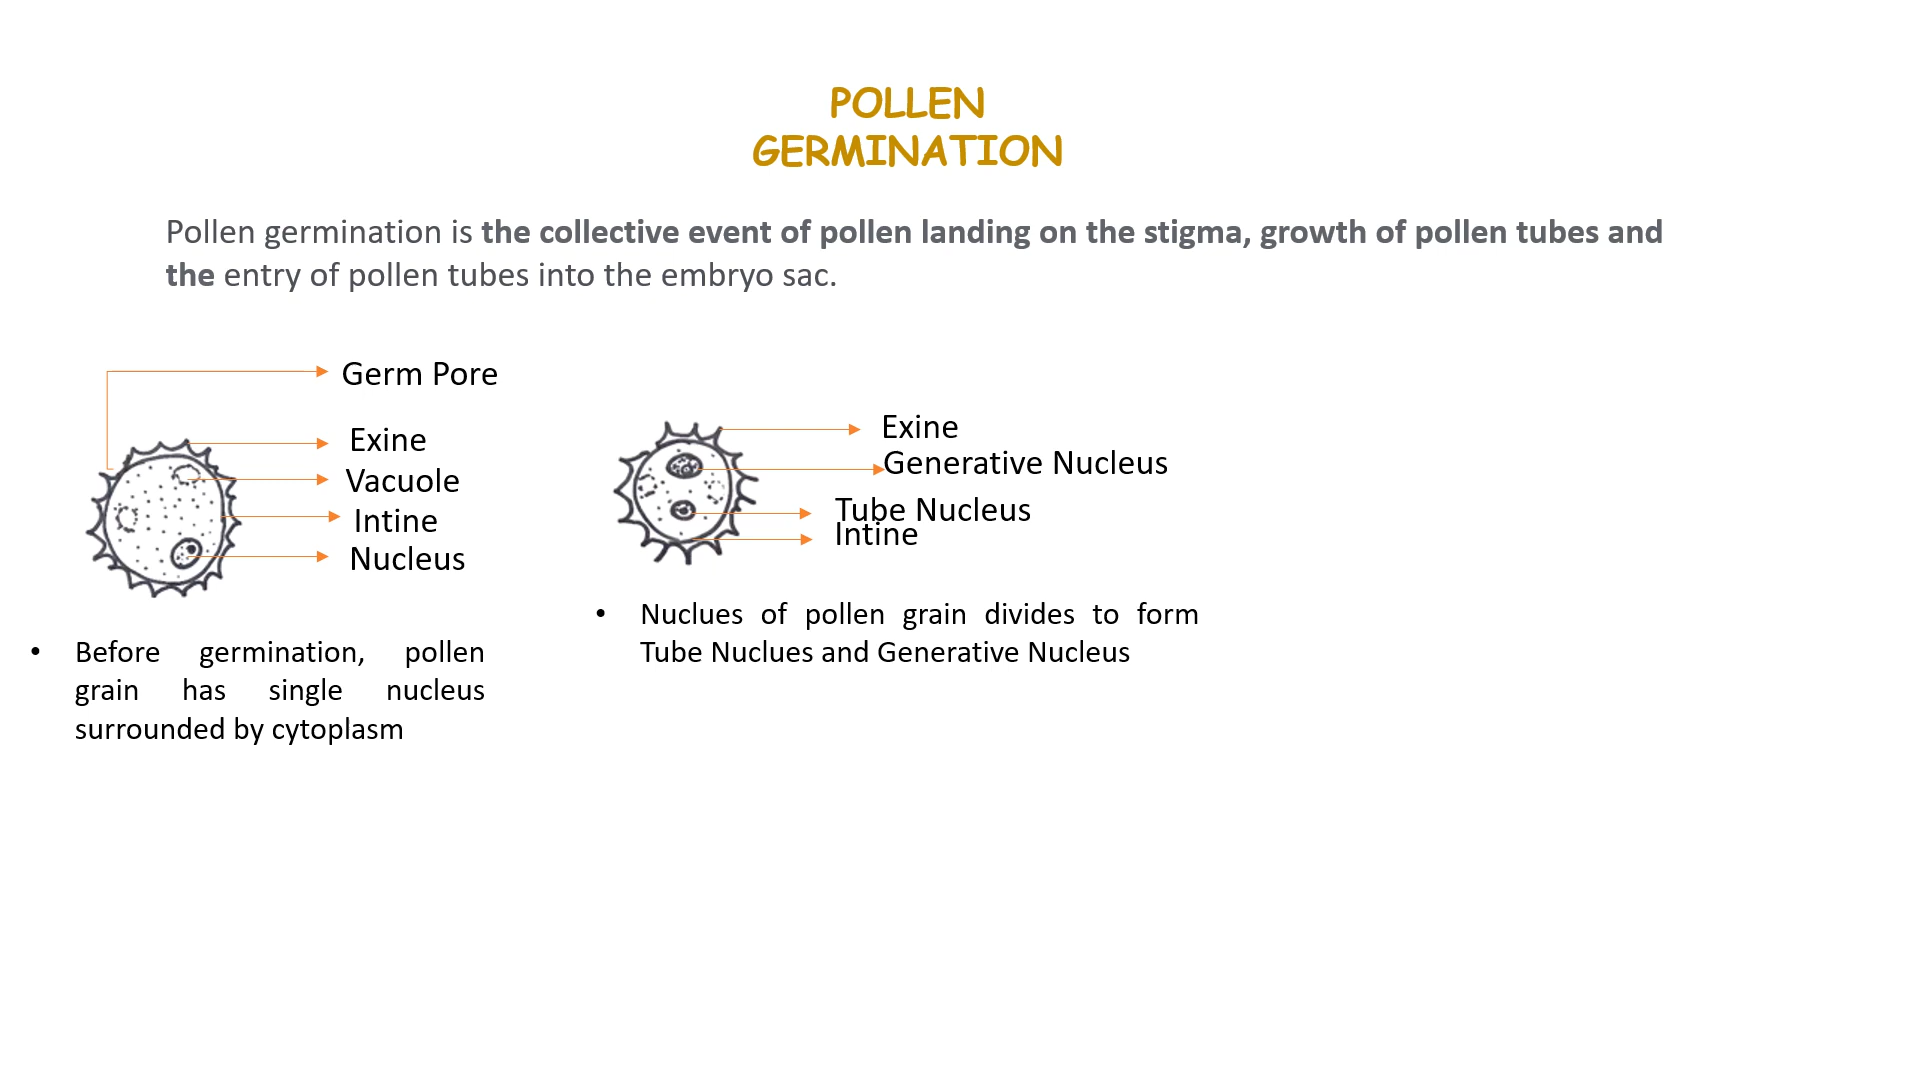 POLLEN
GERMINATION
Pollen germination is the collective event of pollen landing on the stigma, growth of pollen tubes and
the entry of pollen tubes into the embryo sac.
Germ Pore
Exine
Vacuole
Intine
Nucleus
• Before germination, pollen
grain has single nucleus
surrounded by cytoplasm
Exine
Generative Nucleus
Tube Nucleus
Intine
• Nuclues of pollen grain divides to form
Tube Nuclues and Generative Nucleus